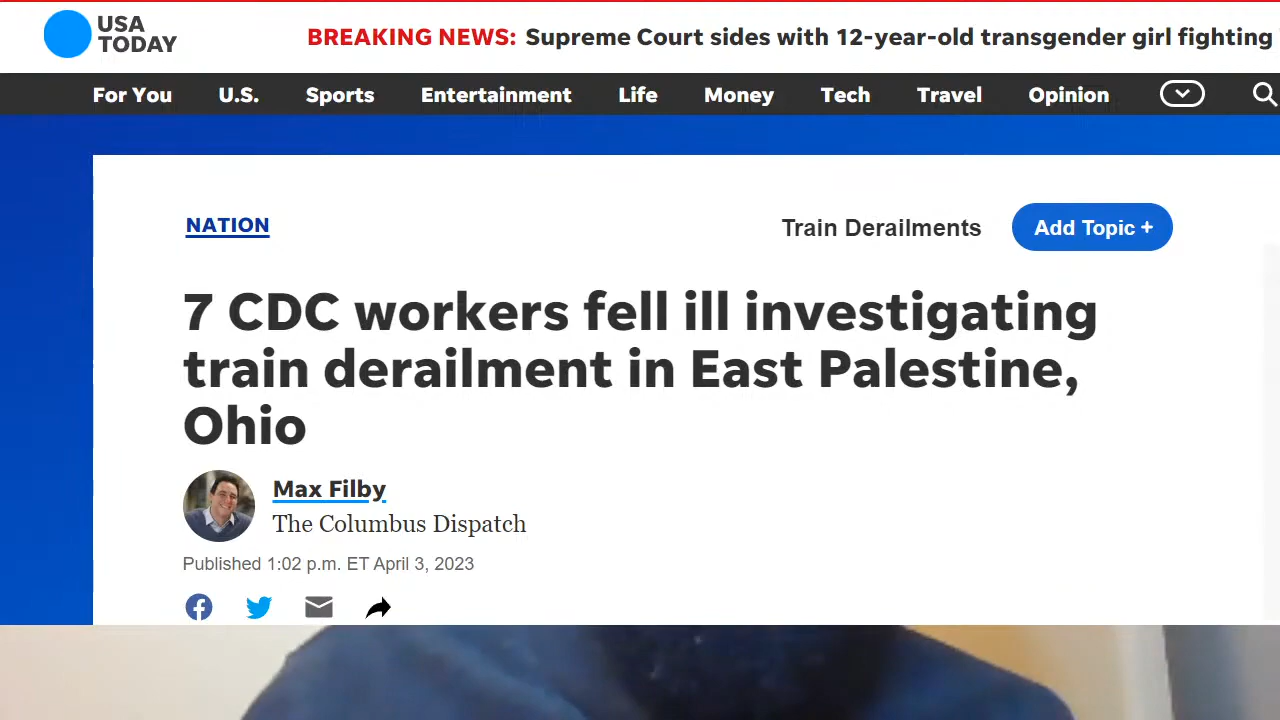 USA
TODAY
BREAKING NEWS: Supreme Court sides with 12-year-old transgender girl fighting
For You U.S. Sports Entertainment Life Money Tech Travel Opinion
NATION
Train Derailments
Add Topic +
7 CDC workers fell ill investigating
train derailment in East Palestine,
Ohio
Max Filby
The Columbus Dispatch
Published 1:02 p.m. ET April 3, 2023